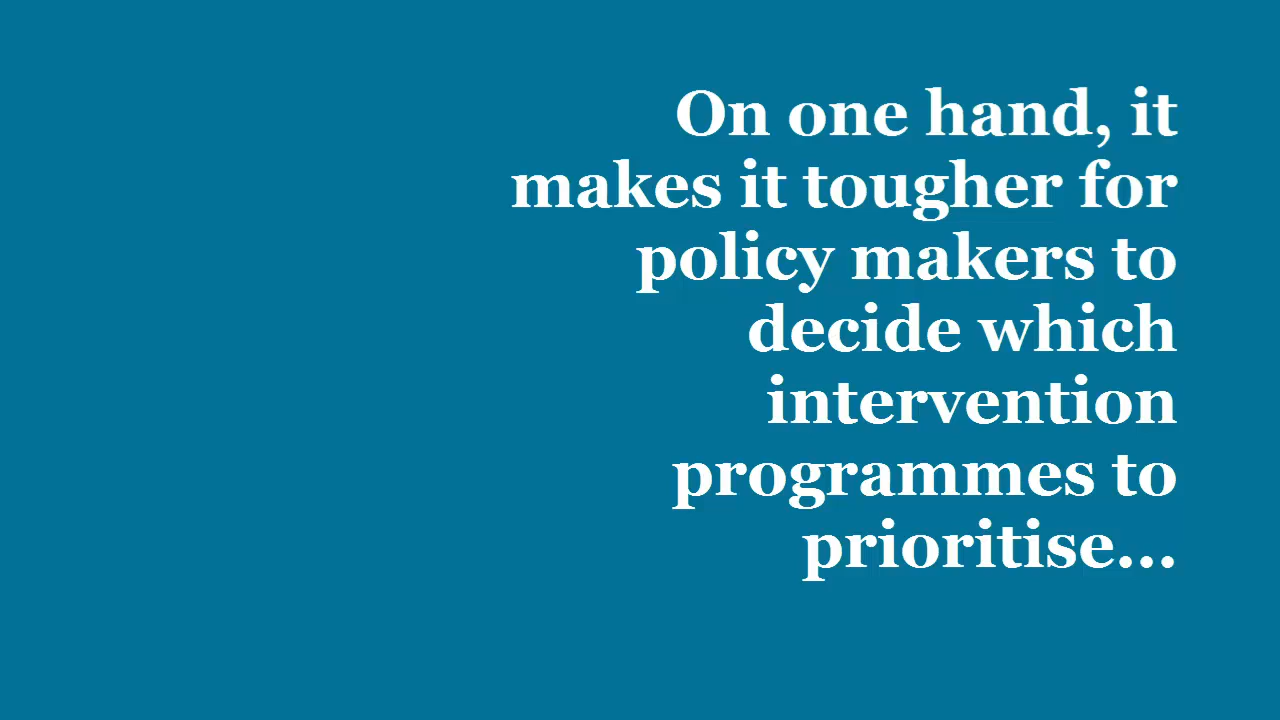 On one hand, it
makes it tougher for
policy makers to
decide which
intervention
programmes to
prioritise...